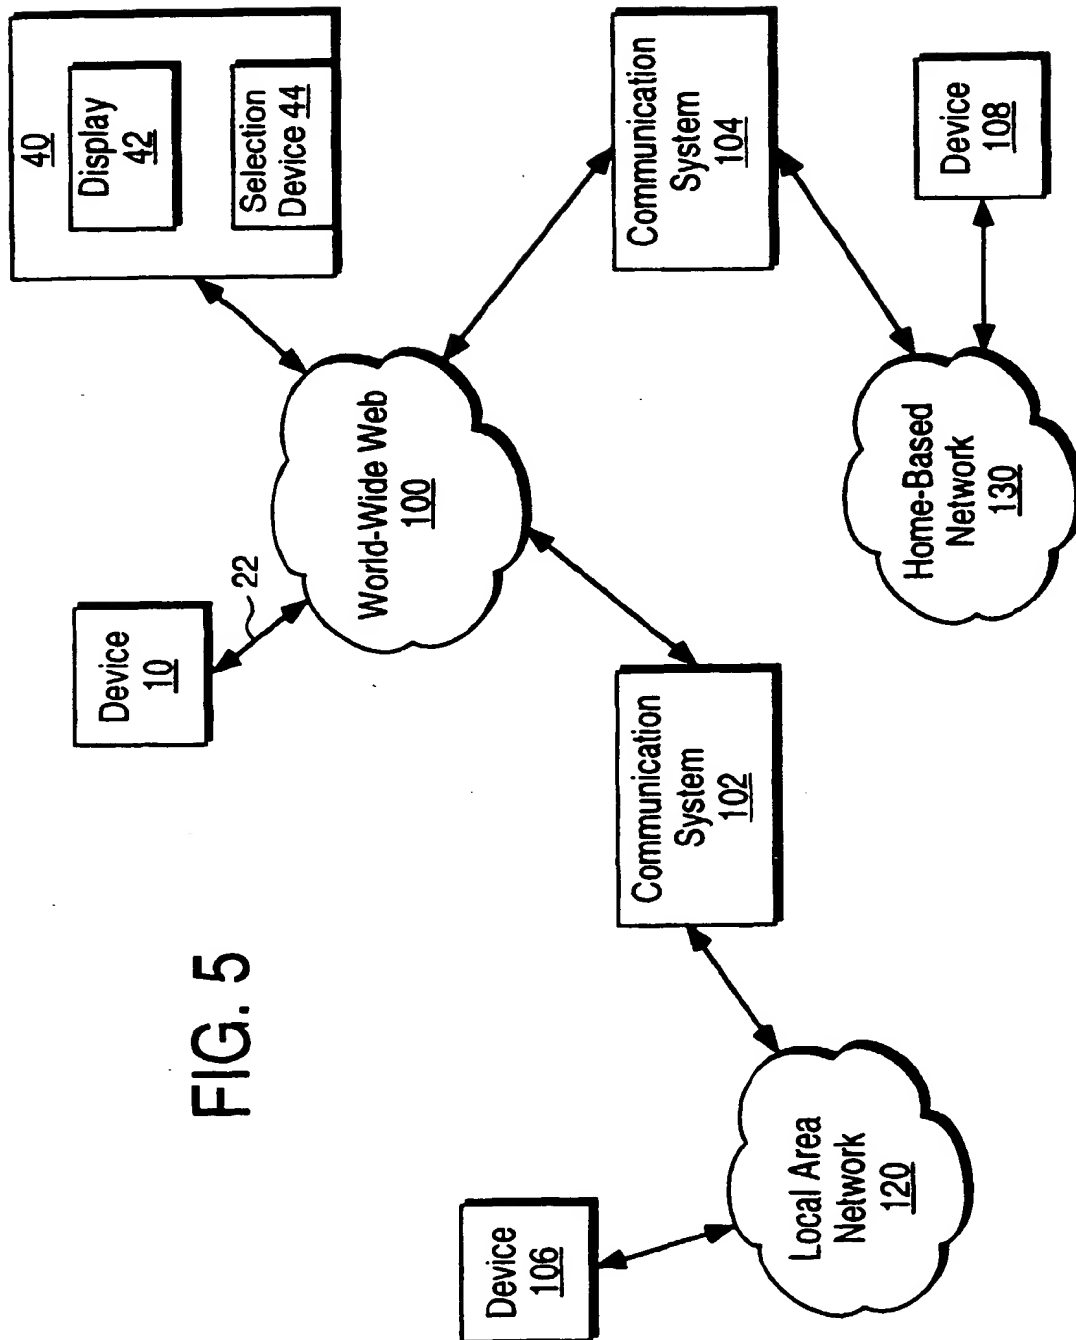 FIG. 5
Device
10
22
40
Display
42
Selection
Device 44
World-Wide Web
100
Communication
System
102
Communication
System
104
Device
106
Local Area
Network
120
Home-Based
Network
130
Device
108